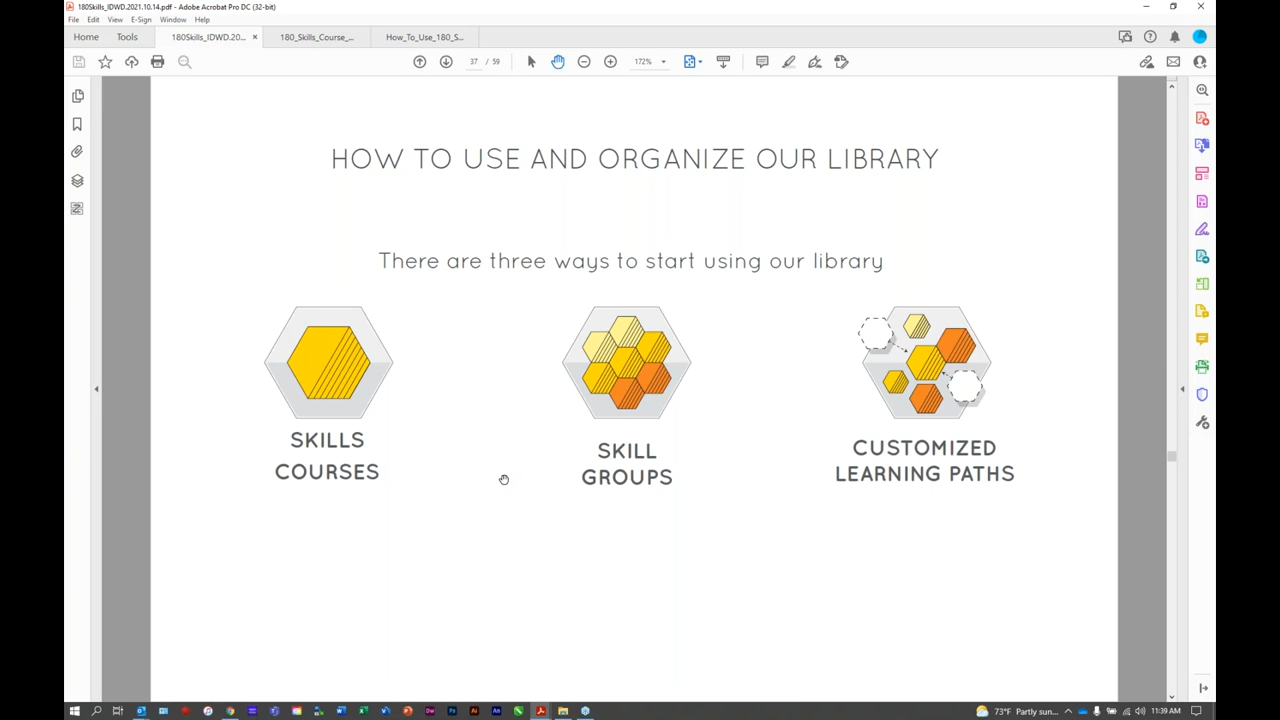 180Skills_IDWD.2021.10.14.pdf - Adobe Acrobat Pro DC (32-bit)
File Edit View E-Sign Window Help
Home Tools 180Skills_IDWD.20... × 180_Skills_Course_... How_To_Use_180_S...
37 / 59 172%
HOW TO USE AND ORGANIZE OUR LIBRARY
There are three ways to start using our library
SKILLS
COURSES
SKILL
GROUPS
CUSTOMIZED
LEARNING PATHS
73°F Partly sun... 11:39 AM